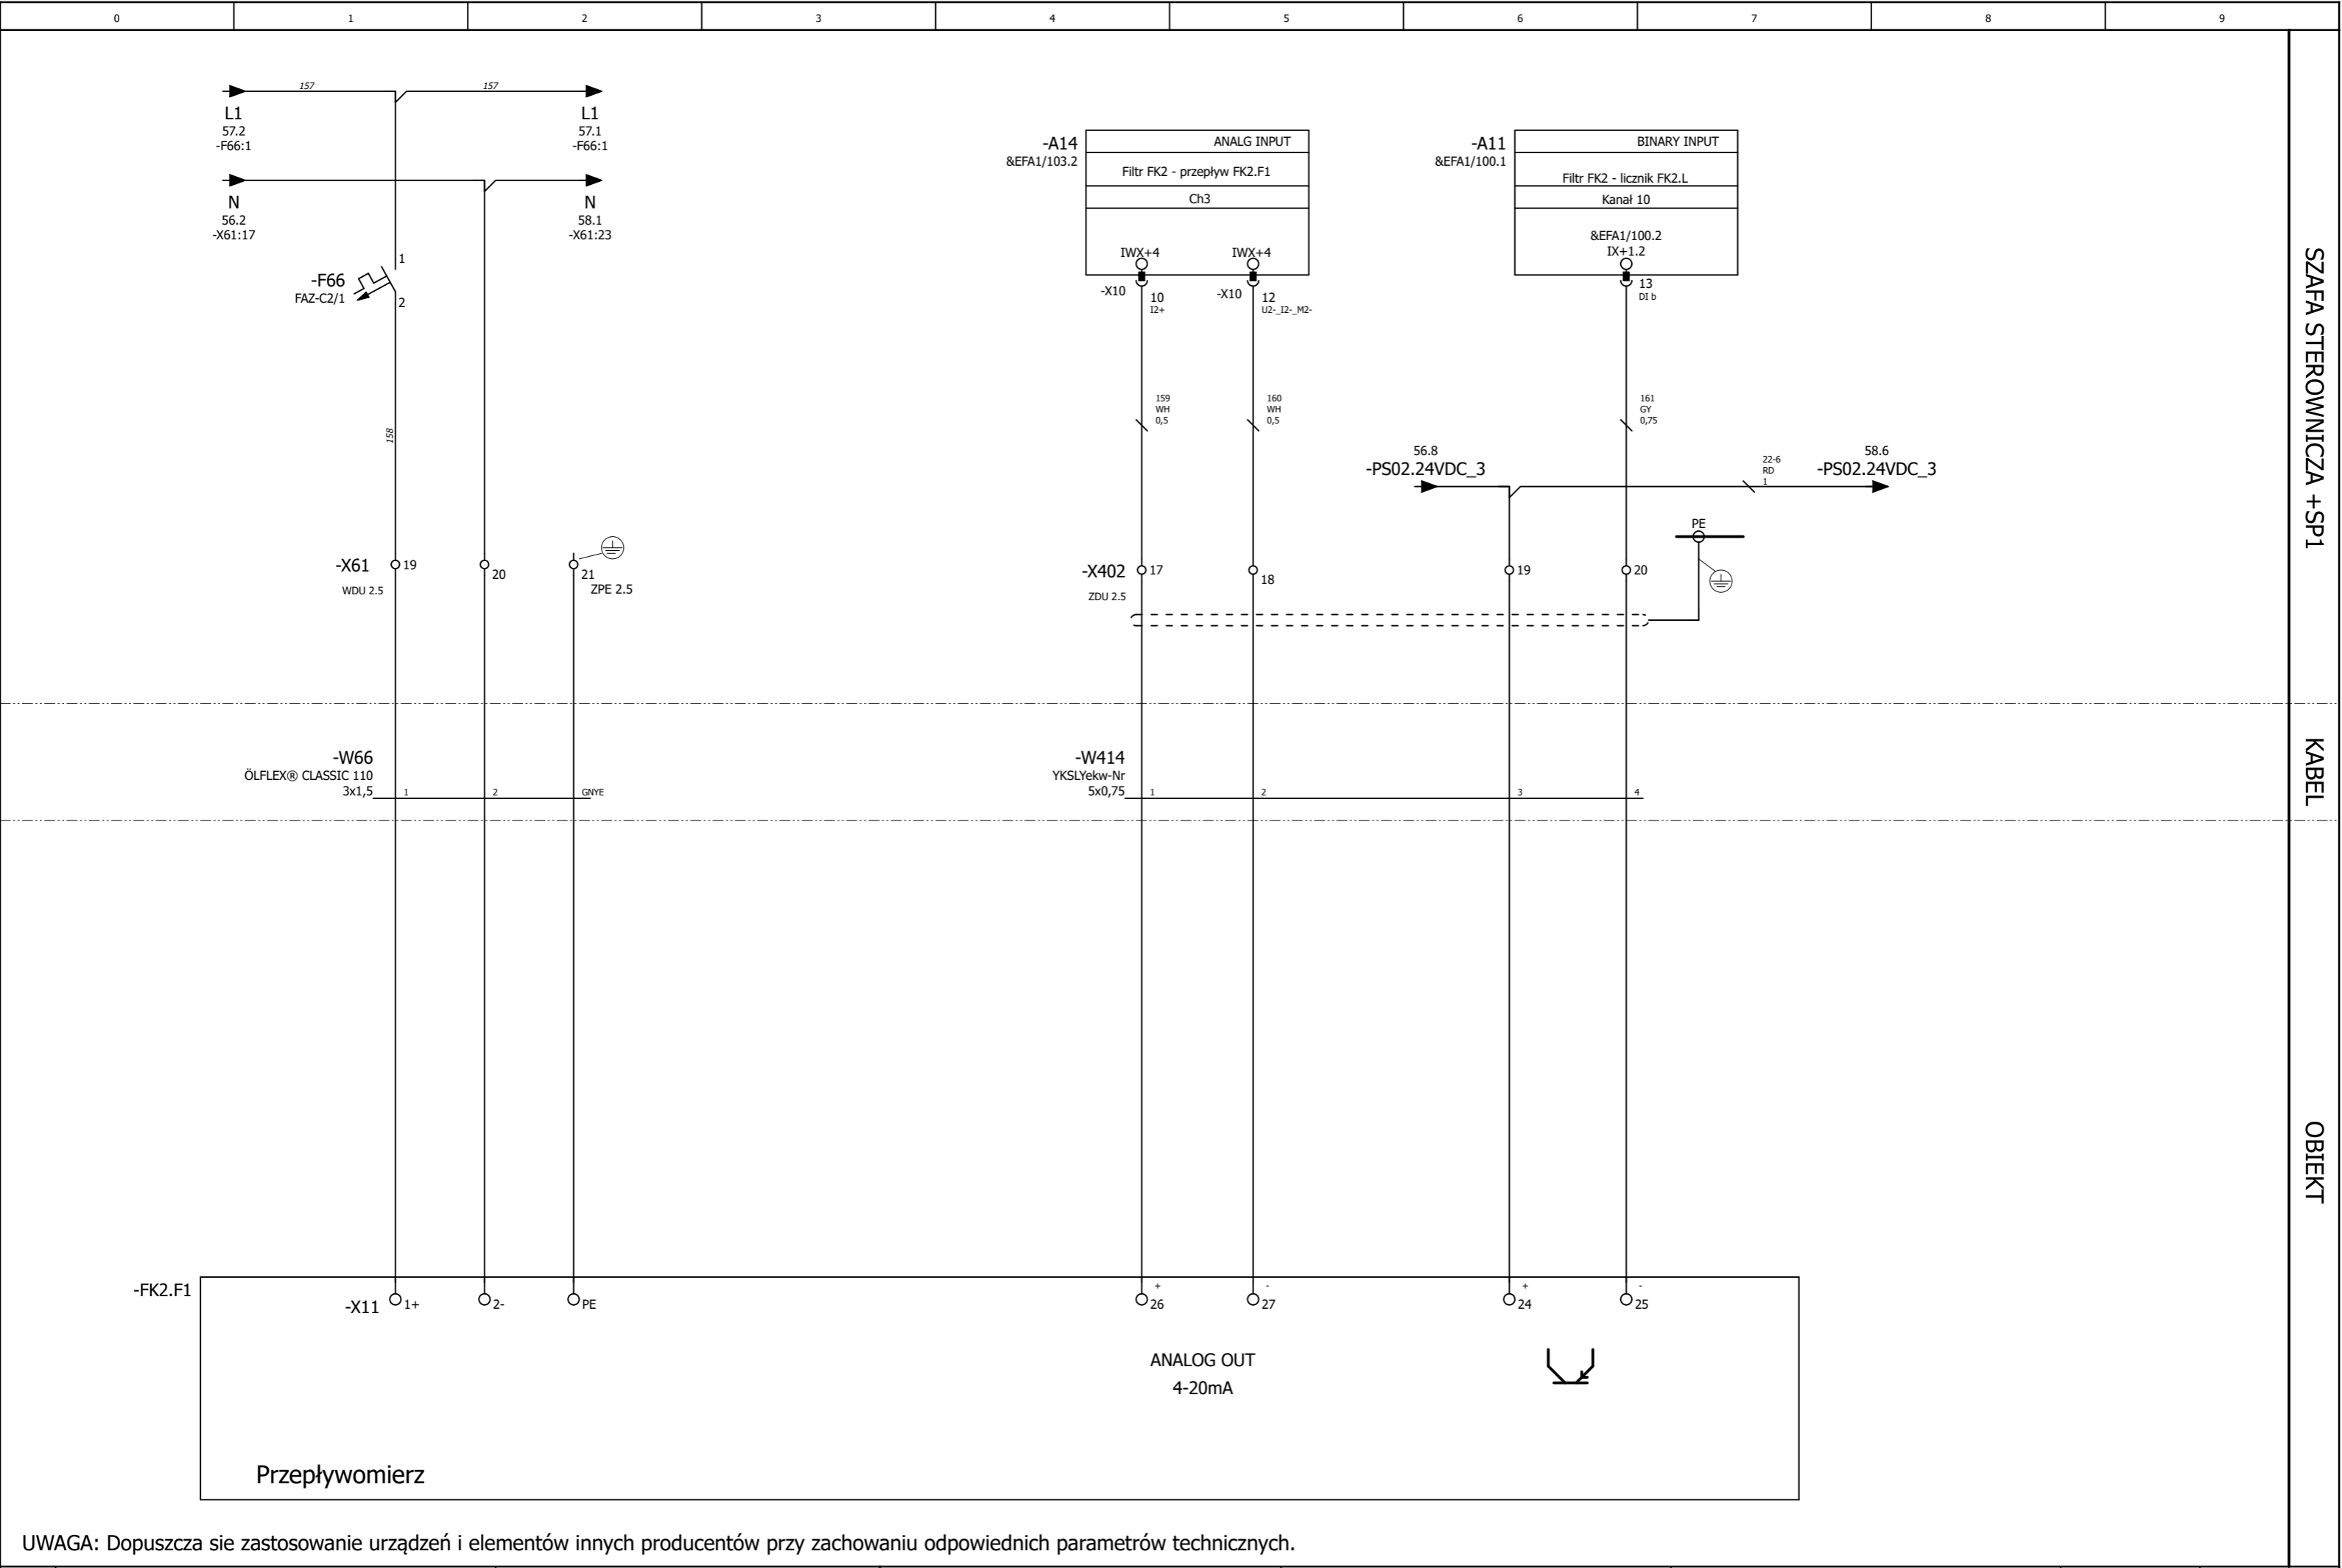 0 1 2 3 4 5 6 7 8 9
157 157
L1
57.2
-F66:1
L1
57.1
-F66:1
N
56.2
-X61:17
N
58.1
-X61:23
-F66
FAZ-C2/1
1
2
158
-A14
&EFA1/103.2
ANALG INPUT
Filtr FK2 - przepływ FK2.F1
Ch3
IWX+4 IWX+4
-X10
10
I2+
-X10
12
U2-_I2-_M2-
-A11
&EFA1/100.1
BINARY INPUT
Filtr FK2 - licznik FK2.L
Kanał 10
&EFA1/100.2
IX+1.2
13
DI b
159
WH
0,5
160
WH
0,5
161
GY
0,75
56.8
-PS02.24VDC_3
22-6
RD
1
58.6
-PS02.24VDC_3
PE
-X61
WDU 2.5
19
20
21
ZPE 2.5
-X402
ZDU 2.5
17
18
19
20
-W66
ÖLFLEX® CLASSIC 110
3x1,5
1 2 GNYE
-W414
YKSLYekw-Nr
5x0,75
1 2 3 4
SZAFA STEROWNICZA +SP1
KABEL
OBIEKT
-FK2.F1
-X11
1+ 2- PE
+ - + -
26 27 24 25
ANALOG OUT
4-20mA
Przepływomierz
UWAGA: Dopuszcza sie zastosowanie urządzeń i elementów innych producentów przy zachowaniu odpowiednich parametrów technicznych.